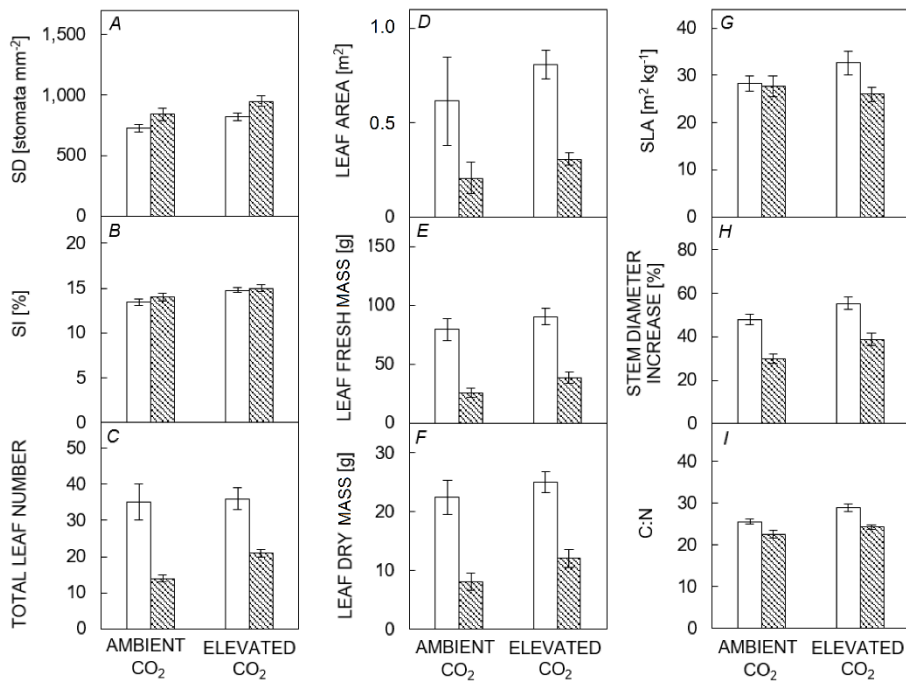 A
SD [stomata mm-2]
1,500
1,000
500
0
B
SI [%]
20
15
10
5
0
C
TOTAL LEAF NUMBER
50
40
30
20
10
0
AMBIENT
CO2
ELEVATED
CO2
D
LEAF AREA [m2]
1.0
0.5
0
E
LEAF FRESH MASS [g]
150
100
50
0
F
LEAF DRY MASS [g]
30
20
10
0
AMBIENT
CO2
ELEVATED
CO2
G
SLA [m2 kg-1]
40
30
20
10
0
H
STEM DIAMETER
INCREASE [%]
80
60
40
20
0
I
C:N
40
30
20
10
0
AMBIENT
CO2
ELEVATED
CO2